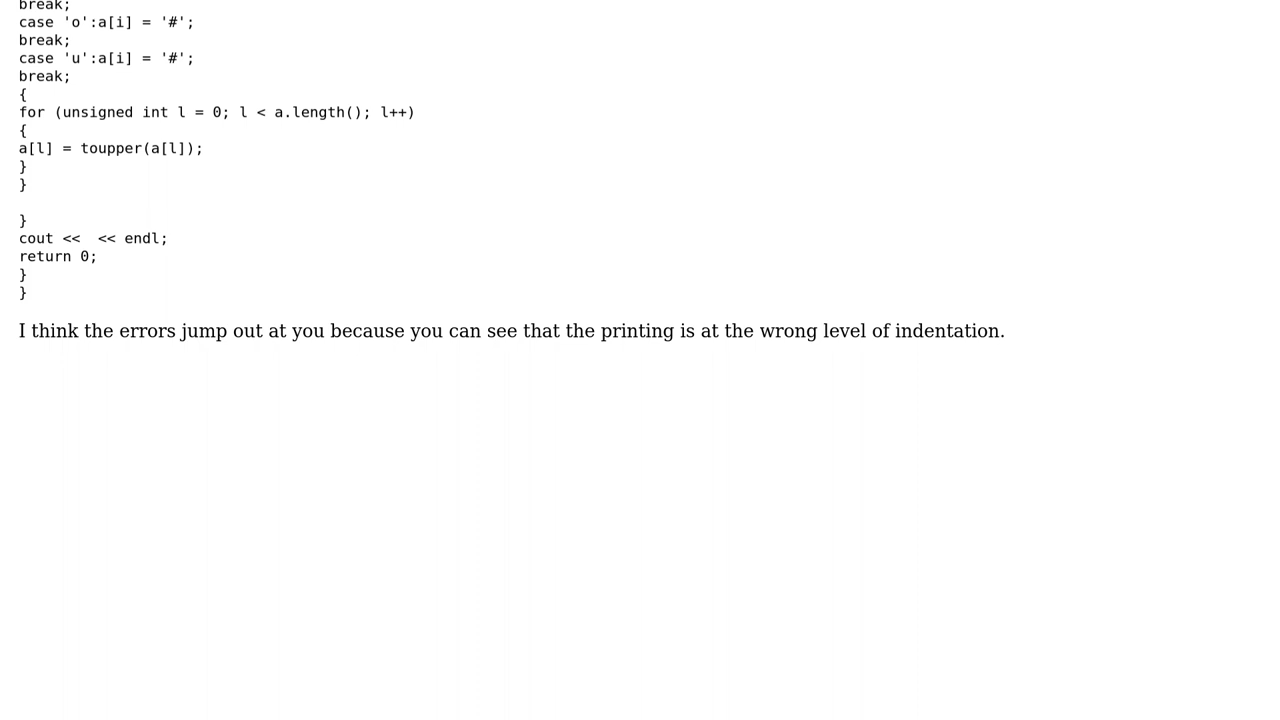 break;
case 'o':a[i] = '#';
break;
case 'u':a[i] = '#';
break;
{
for (unsigned int l = 0; l < a.length(); l++)
{
a[l] = toupper(a[l]);
}
}
}
cout <<  << endl;
return 0;
}
}
I think the errors jump out at you because you can see that the printing is at the wrong level of indentation.